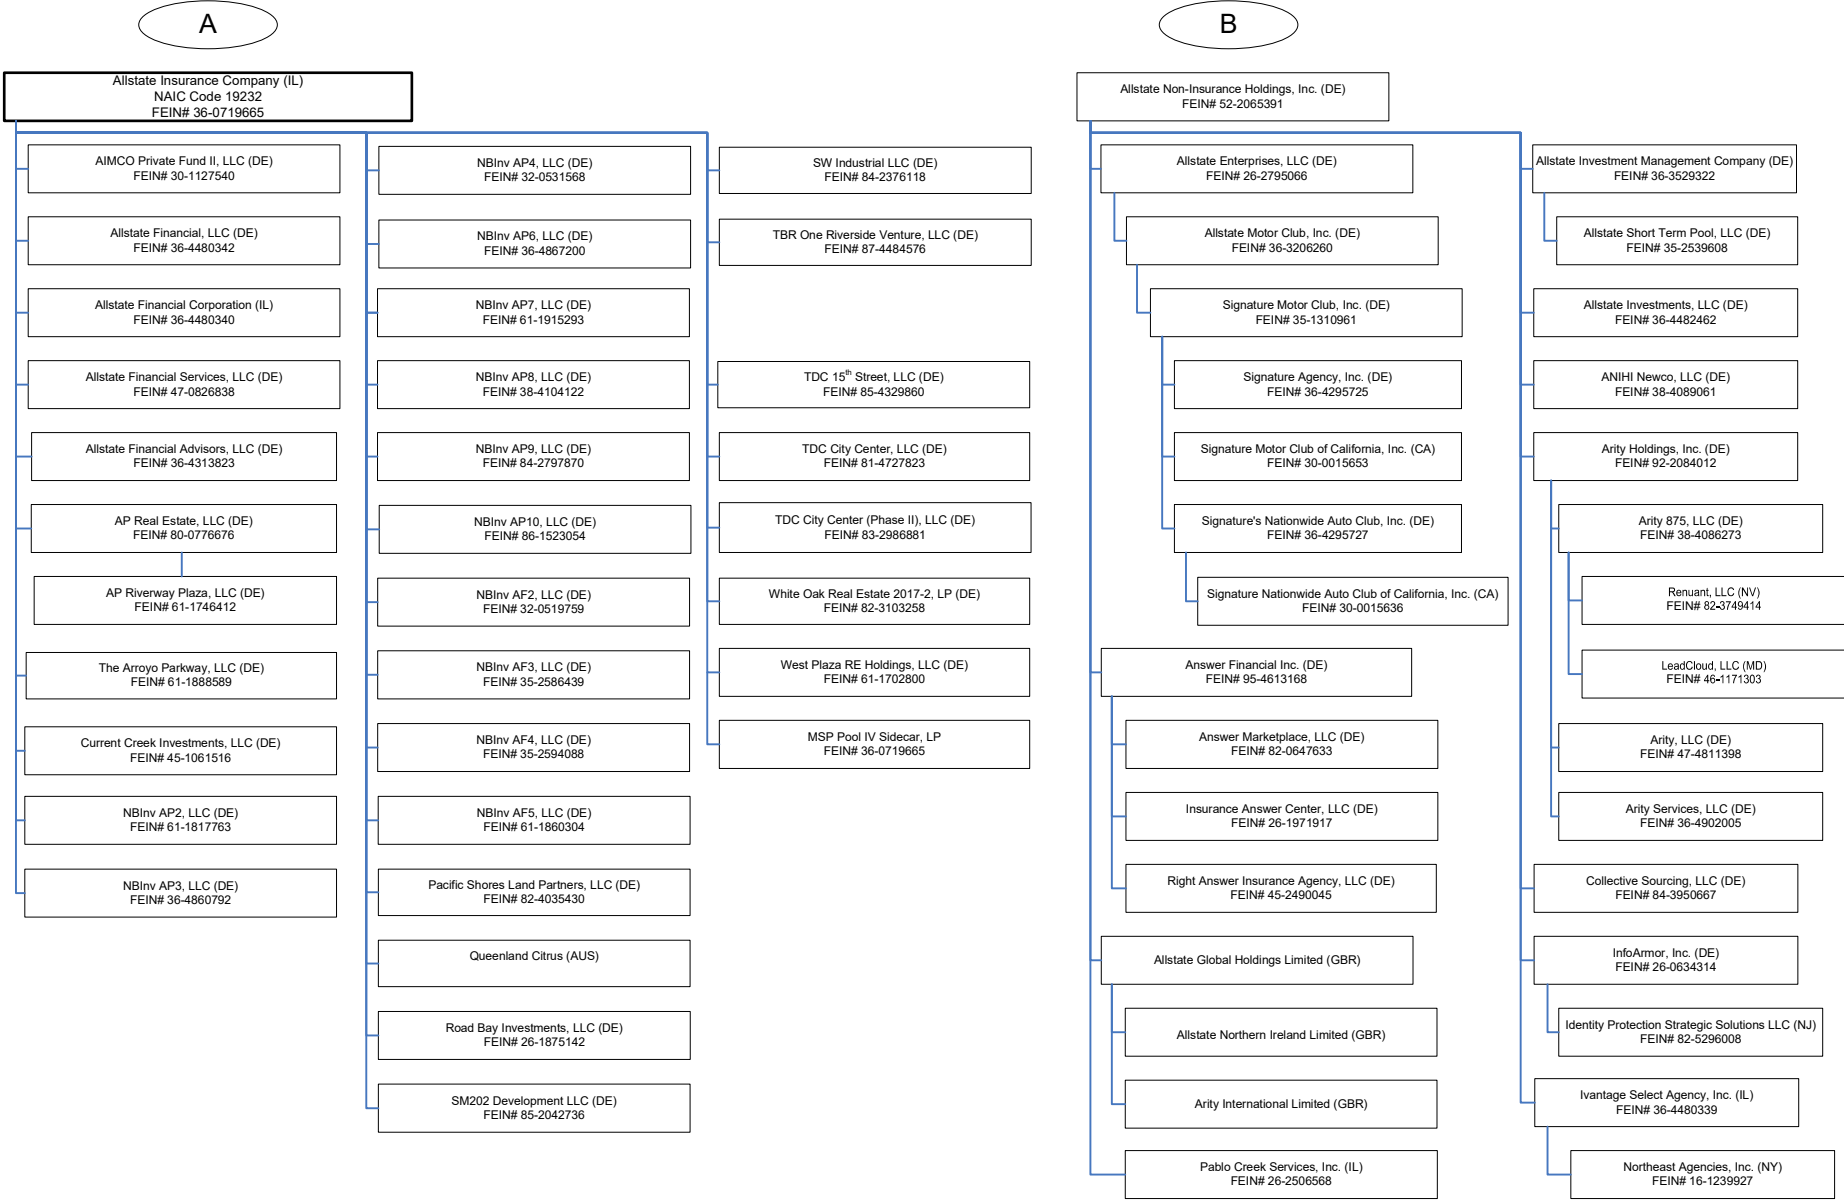 A
Allstate Insurance Company (IL)
NAIC Code 19232
FEIN# 36-0719665
AIMCO Private Fund II, LLC (DE)
FEIN# 30-1127540
Allstate Financial, LLC (DE)
FEIN# 36-4480342
Allstate Financial Corporation (IL)
FEIN# 36-4480340
Allstate Financial Services, LLC (DE)
FEIN# 47-0826838
Allstate Financial Advisors, LLC (DE)
FEIN# 36-4313823
AP Real Estate, LLC (DE)
FEIN# 80-0776676
AP Riverway Plaza, LLC (DE)
FEIN# 61-1746412
The Arroyo Parkway, LLC (DE)
FEIN# 61-1888589
Current Creek Investments, LLC (DE)
FEIN# 45-1061516
NBInv AP2, LLC (DE)
FEIN# 61-1817763
NBInv AP3, LLC (DE)
FEIN# 36-4860792
NBInv AP4, LLC (DE)
FEIN# 32-0531568
NBInv AP6, LLC (DE)
FEIN# 36-4867200
NBInv AP7, LLC (DE)
FEIN# 61-1915293
NBInv AP8, LLC (DE)
FEIN# 38-4104122
NBInv AP9, LLC (DE)
FEIN# 84-2797870
NBInv AP10, LLC (DE)
FEIN# 86-1523054
NBInv AF2, LLC (DE)
FEIN# 32-0519759
NBInv AF3, LLC (DE)
FEIN# 35-2586439
NBInv AF4, LLC (DE)
FEIN# 35-2594088
NBInv AF5, LLC (DE)
FEIN# 61-1860304
Pacific Shores Land Partners, LLC (DE)
FEIN# 82-4035430
Queenland Citrus (AUS)
Road Bay Investments, LLC (DE)
FEIN# 26-1875142
SM202 Development LLC (DE)
FEIN# 85-2042736
SW Industrial LLC (DE)
FEIN# 84-2376118
TBR One Riverside Venture, LLC (DE)
FEIN# 87-4484576
TDC 15th Street, LLC (DE)
FEIN# 85-4329860
TDC City Center, LLC (DE)
FEIN# 81-4727823
TDC City Center (Phase II), LLC (DE)
FEIN# 83-2986881
White Oak Real Estate 2017-2, LP (DE)
FEIN# 82-3103258
West Plaza RE Holdings, LLC (DE)
FEIN# 61-1702800
MSP Pool IV Sidecar, LP
FEIN# 36-0719665
B
Allstate Non-Insurance Holdings, Inc. (DE)
FEIN# 52-2065391
Allstate Enterprises, LLC (DE)
FEIN# 26-2795066
Allstate Motor Club, Inc. (DE)
FEIN# 36-3206260
Signature Motor Club, Inc. (DE)
FEIN# 35-1310961
Signature Agency, Inc. (DE)
FEIN# 36-4295725
Signature Motor Club of California, Inc. (CA)
FEIN# 30-0015653
Signature's Nationwide Auto Club, Inc. (DE)
FEIN# 36-4295727
Signature Nationwide Auto Club of California, Inc. (CA)
FEIN# 30-0015636
Answer Financial Inc. (DE)
FEIN# 95-4613168
Answer Marketplace, LLC (DE)
FEIN# 82-0647633
Insurance Answer Center, LLC (DE)
FEIN# 26-1971917
Right Answer Insurance Agency, LLC (DE)
FEIN# 45-2490045
Allstate Global Holdings Limited (GBR)
Allstate Northern Ireland Limited (GBR)
Arity International Limited (GBR)
Pablo Creek Services, Inc. (IL)
FEIN# 26-2506568
Allstate Investment Management Company (DE)
FEIN# 36-3529322
Allstate Short Term Pool, LLC (DE)
FEIN# 35-2539608
Allstate Investments, LLC (DE)
FEIN# 36-4482462
ANIHI Newco, LLC (DE)
FEIN# 38-4089061
Arity Holdings, Inc. (DE)
FEIN# 92-2084012
Arity 875, LLC (DE)
FEIN# 38-4086273
Renuant, LLC (NV)
FEIN# 82-3749414
LeadCloud, LLC (MD)
FEIN# 46-1171303
Arity, LLC (DE)
FEIN# 47-4811398
Arity Services, LLC (DE)
FEIN# 36-4902005
Collective Sourcing, LLC (DE)
FEIN# 84-3950667
InfoArmor, Inc. (DE)
FEIN# 26-0634314
Identity Protection Strategic Solutions LLC (NJ)
FEIN# 82-5296008
Ivantage Select Agency, Inc. (IL)
FEIN# 36-4480339
Northeast Agencies, Inc. (NY)
FEIN# 16-1239927